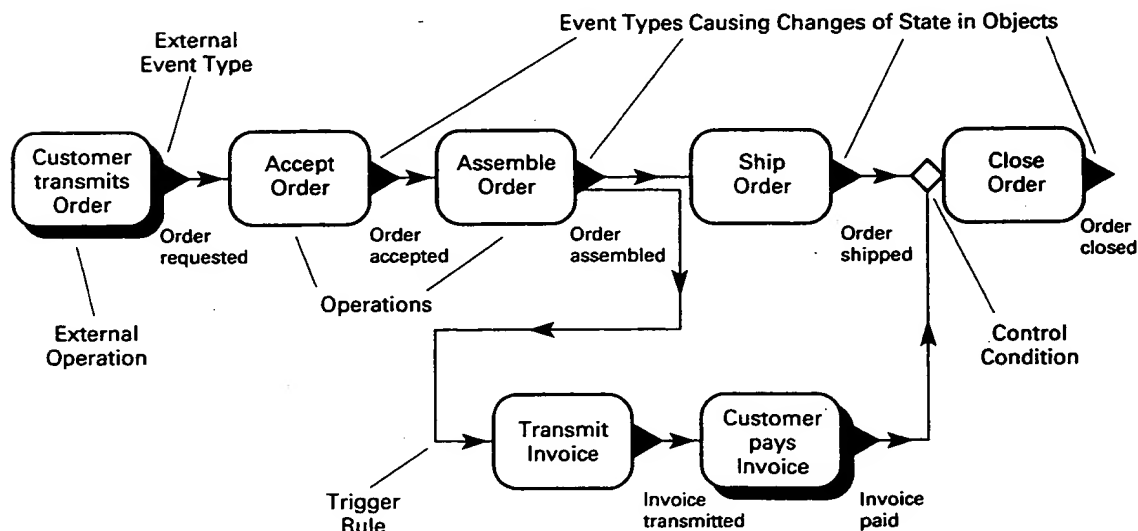 Event Types Causing Changes of State in Objects
External
Event Type
Customer
transmits
Order
Accept
Order
Assemble
Order
Ship
Order
Close
Order
Order
requested
Order
accepted
Order
assembled
Order
shipped
Order
closed
Operations
External
Operation
Control
Condition
Transmit
Invoice
Customer
pays
Invoice
Trigger
Rule
Invoice
transmitted
Invoice
paid